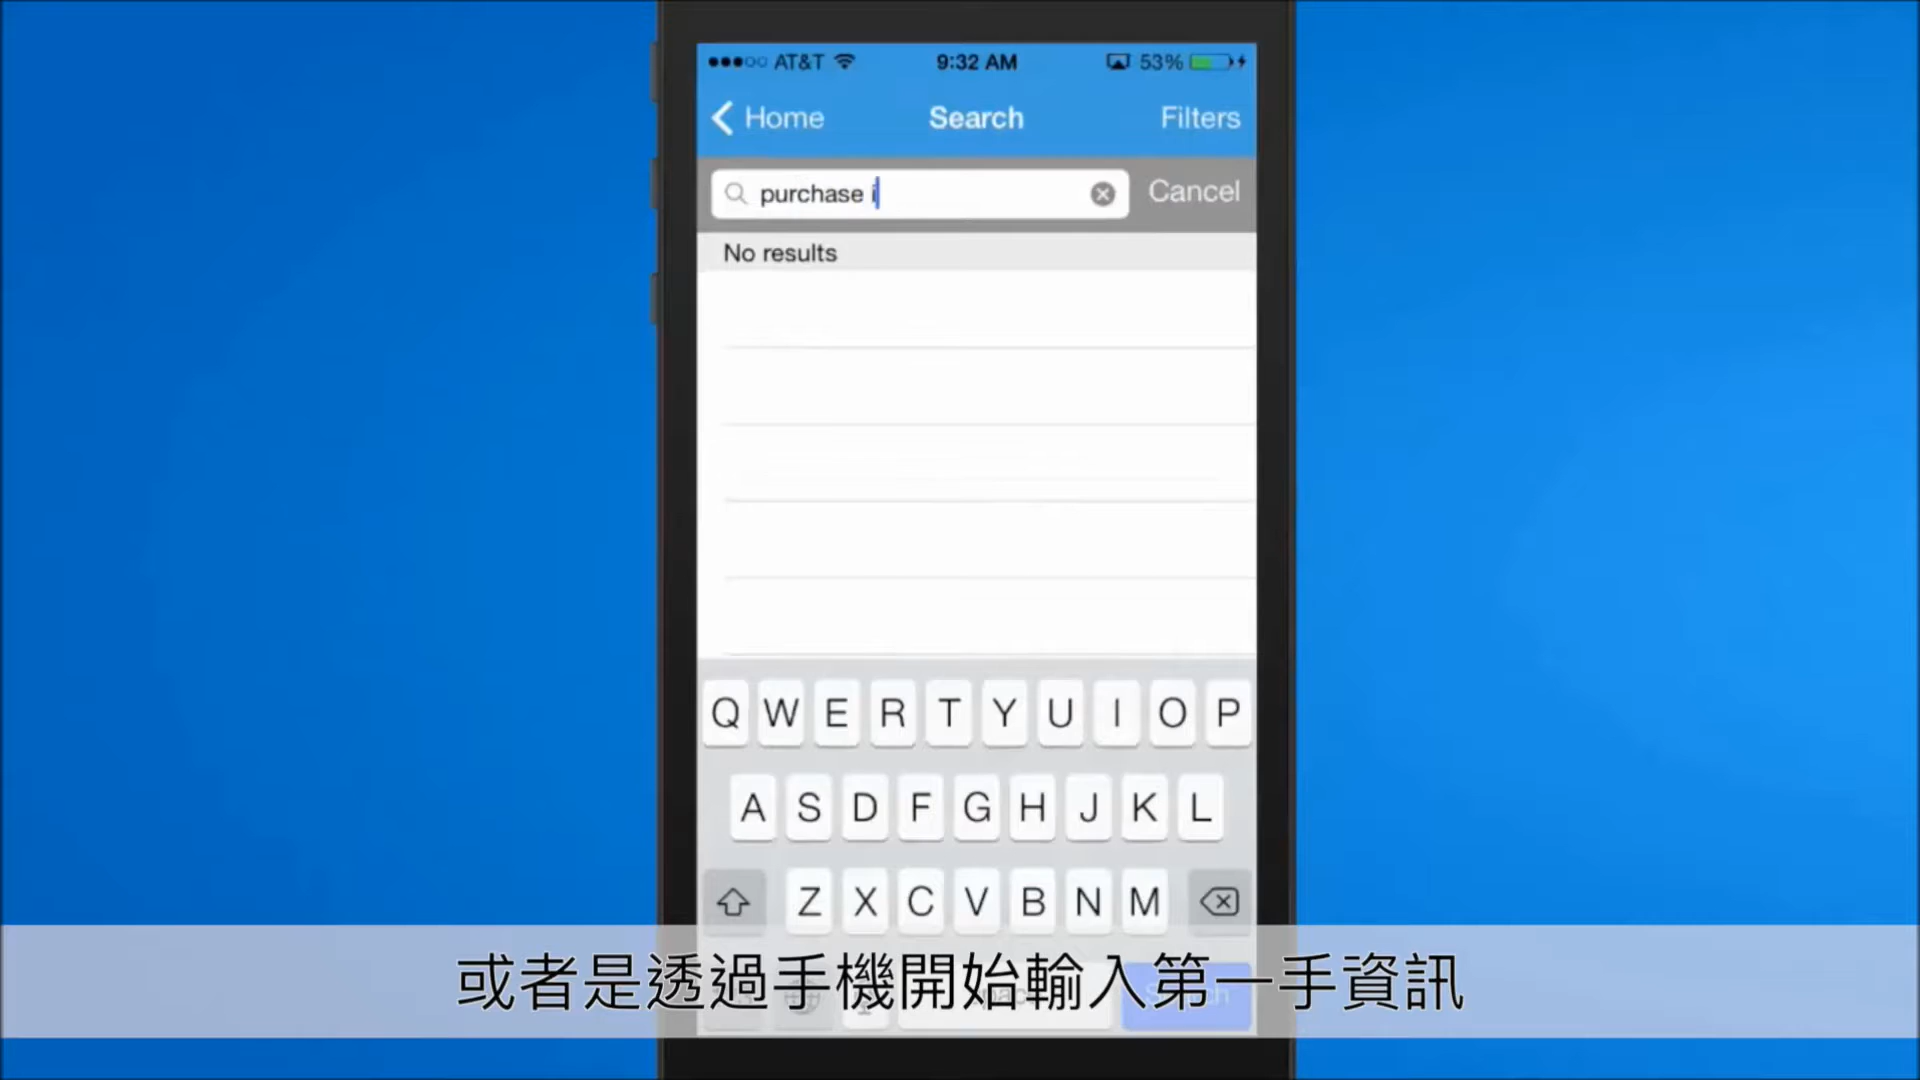 AT&T 9:32 AM 53%
Home Search Filters
purchase i Cancel
No results
Q W E R T Y U I O P
A S D F G H J K L
Z X C V B N M
或者是透過手機開始輸入第一手資訊